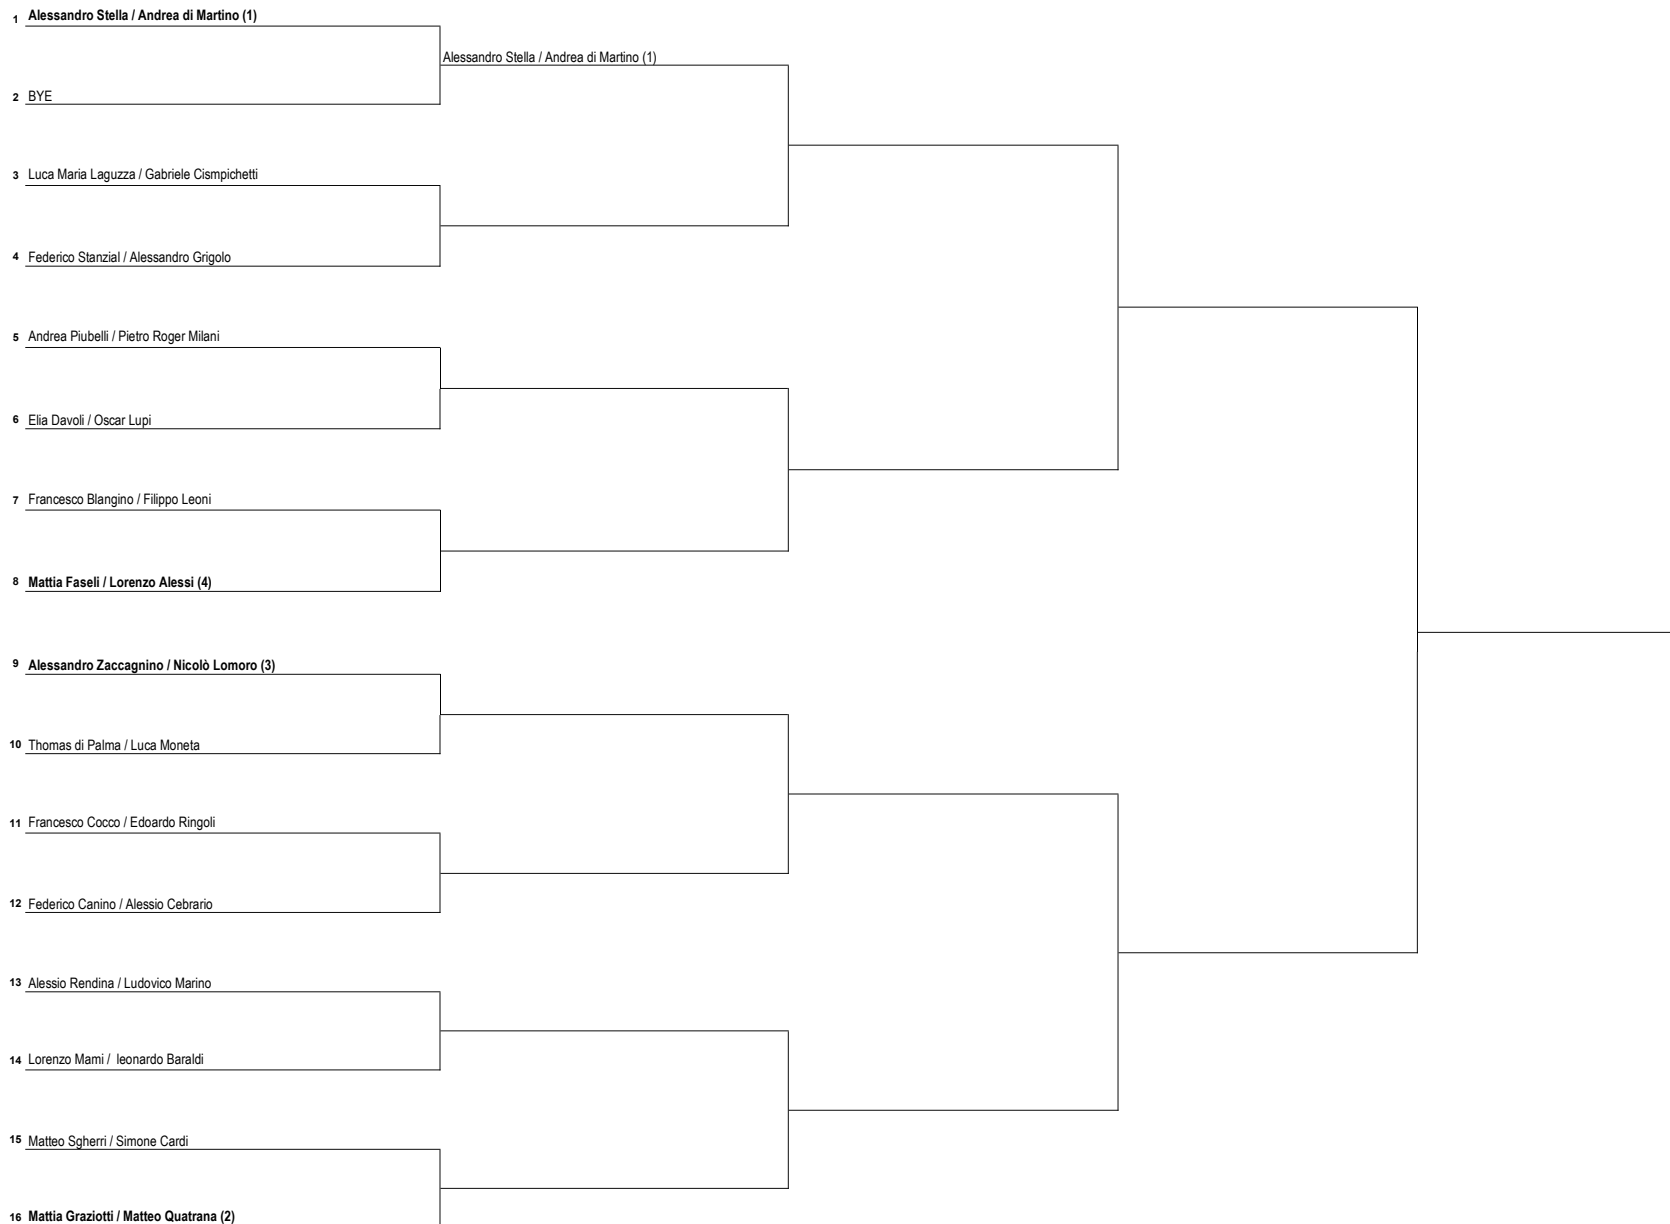 1 Alessandro Stella / Andrea di Martino (1)
Alessandro Stella / Andrea di Martino (1)
2 BYE
3 Luca Maria Laguzza / Gabriele Cismpichetti
4 Federico Stanzial / Alessandro Grigolo
5 Andrea Piubelli / Pietro Roger Milani
6 Elia Davoli / Oscar Lupi
7 Francesco Blangino / Filippo Leoni
8 Mattia Faseli / Lorenzo Alessi (4)
9 Alessandro Zaccagnino / Nicolò Lomoro (3)
10 Thomas di Palma / Luca Moneta
11 Francesco Cocco / Edoardo Ringoli
12 Federico Canino / Alessio Cebrario
13 Alessio Rendina / Ludovico Marino
14 Lorenzo Mami / leonardo Baraldi
15 Matteo Sgherri / Simone Cardi
16 Mattia Graziotti / Matteo Quatrana (2)